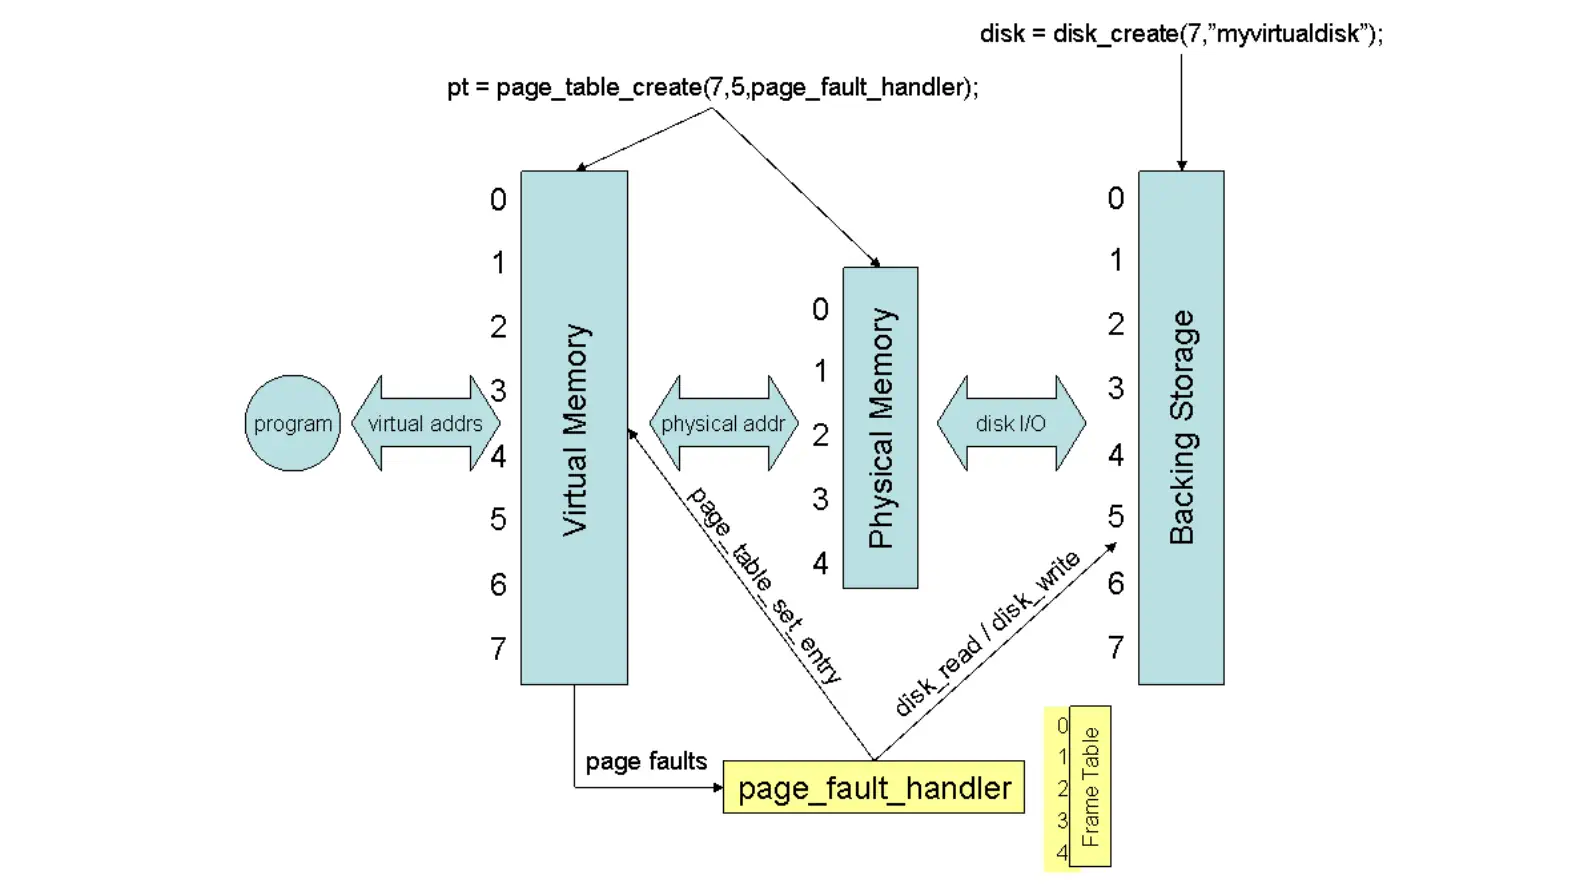 disk = disk_create(7,”myvirtualdisk”);
pt = page_table_create(7,5,page_fault_handler);
0
1
2
3
4
5
6
7
Virtual Memory
0
1
2
3
4
Physical Memory
0
1
2
3
4
5
6
7
Backing Storage
program
virtual addrs
physical addr
disk I/O
page_table_set_entry
disk_read / disk_write
page faults
page_fault_handler
0
1
2
3
4
Frame Table